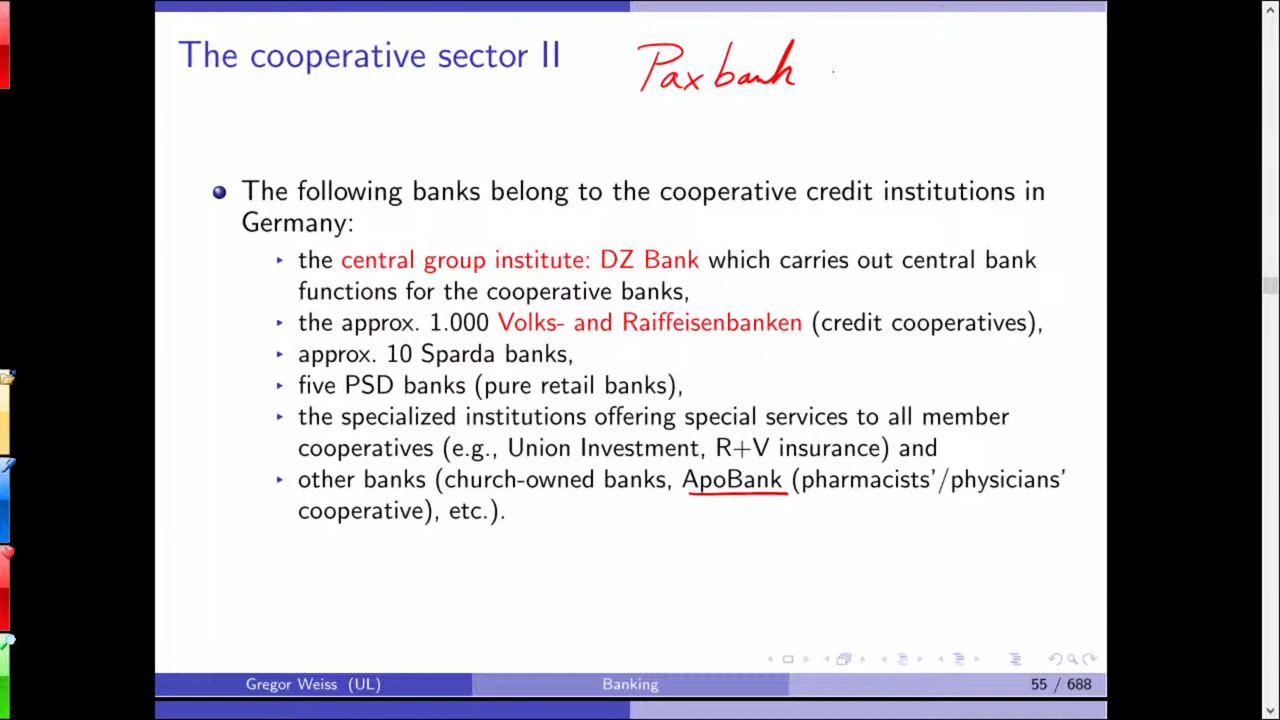 The cooperative sector II
Pax bank
The following banks belong to the cooperative credit institutions in
Germany:
the central group institute: DZ Bank which carries out central bank
functions for the cooperative banks,
the approx. 1.000 Volks- and Raiffeisenbanken (credit cooperatives),
approx. 10 Sparda banks,
five PSD banks (pure retail banks),
the specialized institutions offering special services to all member
cooperatives (e.g., Union Investment, R+V insurance) and
other banks (church-owned banks, ApoBank (pharmacists'/physicians'
cooperative), etc.).
Gregor Weiss (UL)
Banking
55 / 688